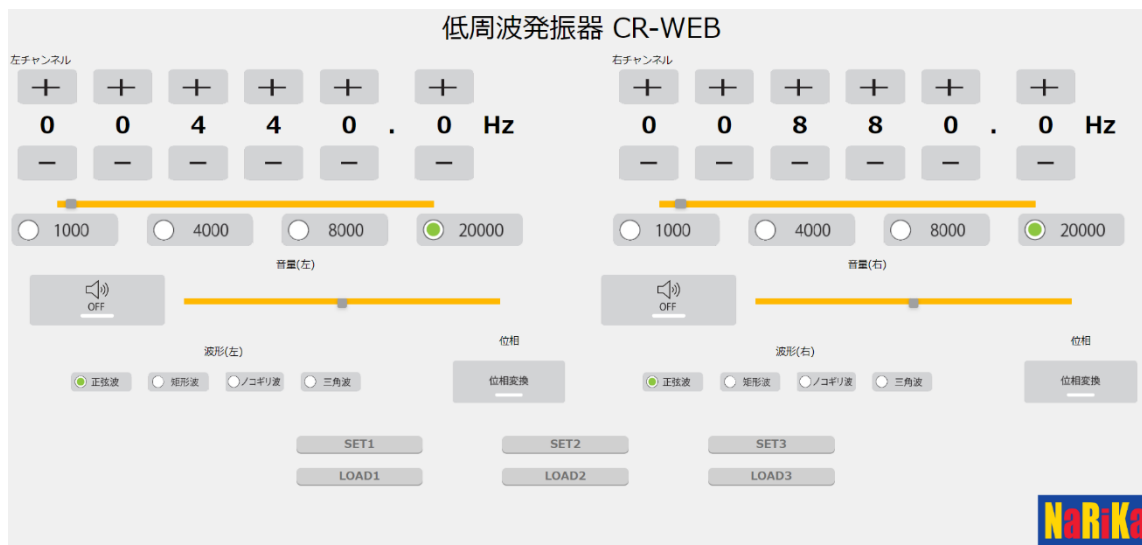 低周波発振器 CR-WEB
左チャンネル
0 0 4 4 0 . 0 Hz
1000 4000 8000 20000
音量(左)
OFF
波形(左)
位相
正弦波 矩形波 ノコギリ波 三角波
位相変換
右チャンネル
0 0 8 8 0 . 0 Hz
1000 4000 8000 20000
音量(右)
OFF
波形(右)
位相
正弦波 矩形波 ノコギリ波 三角波
位相変換
SET1 SET2 SET3
LOAD1 LOAD2 LOAD3
NaRiKa